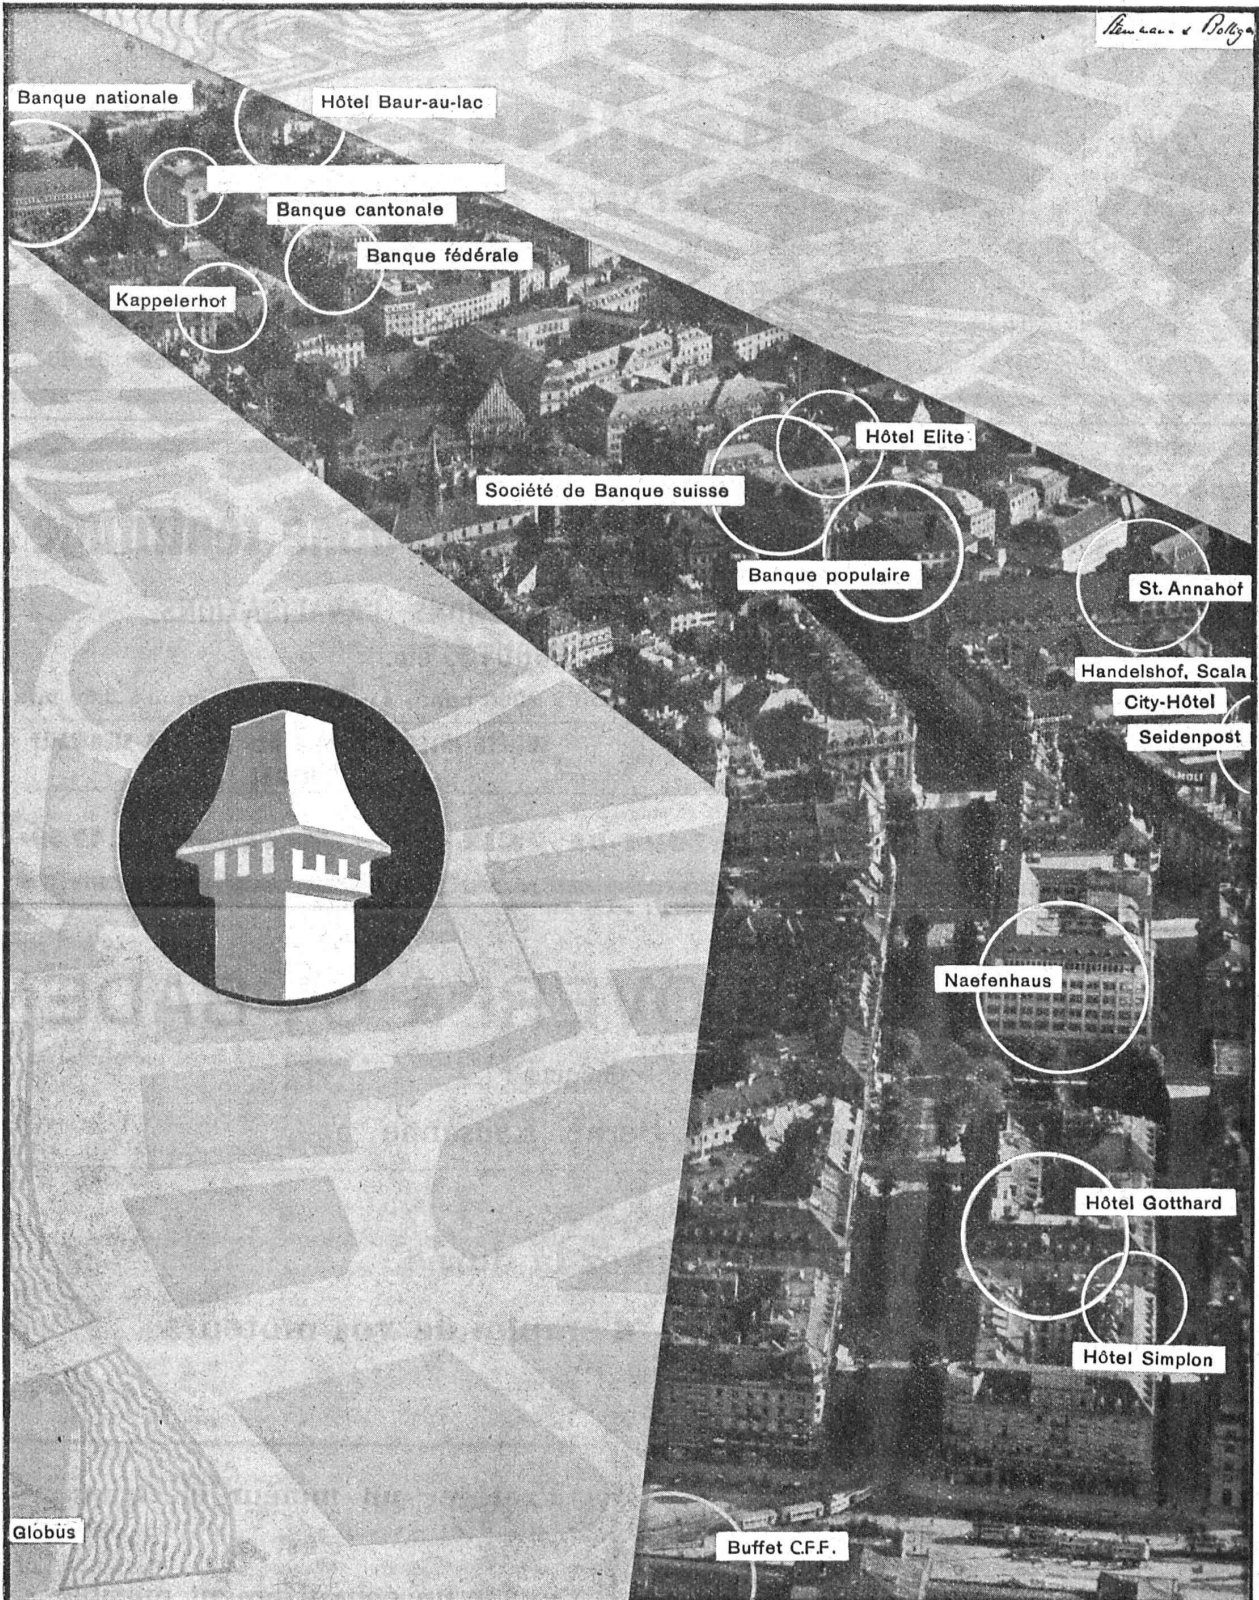 Banque nationale
Hôtel Baur-au-lac
Banque cantonale
Banque fédérale
Kappelerhof
Hôtel Elite
Société de Banque suisse
Banque populaire
St. Annahof
Handelshof, Scala
City-Hôtel
Seidenpost
Naefenhaus
Hôtel Gotthard
Hôtel Simplon
Globus
Buffet C.F.F.